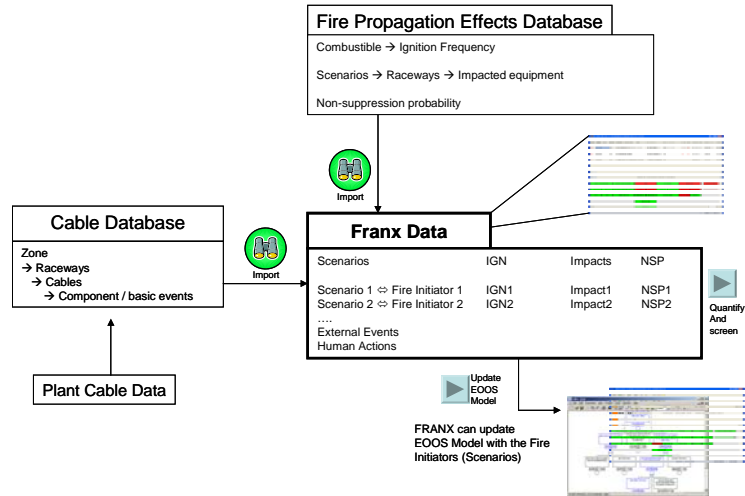 Fire Propagation Effects Database
Combustible → Ignition Frequency
Scenarios → Raceways → Impacted equipment
Non-suppression probability
Import
Cable Database
Zone
→ Raceways
→ Cables
→ Component / basic events
Import
Plant Cable Data
Franx Data
Scenarios IGN Impacts NSP
Scenario 1 ⇔ Fire Initiator 1 IGN1 Impact1 NSP1
Scenario 2 ⇔ Fire Initiator 2 IGN2 Impact2 NSP2
....
External Events
Human Actions
Quantify
And
screen
Update
EOOS
Model
FRANX can update
EOOS Model with the Fire
Initiators (Scenarios)